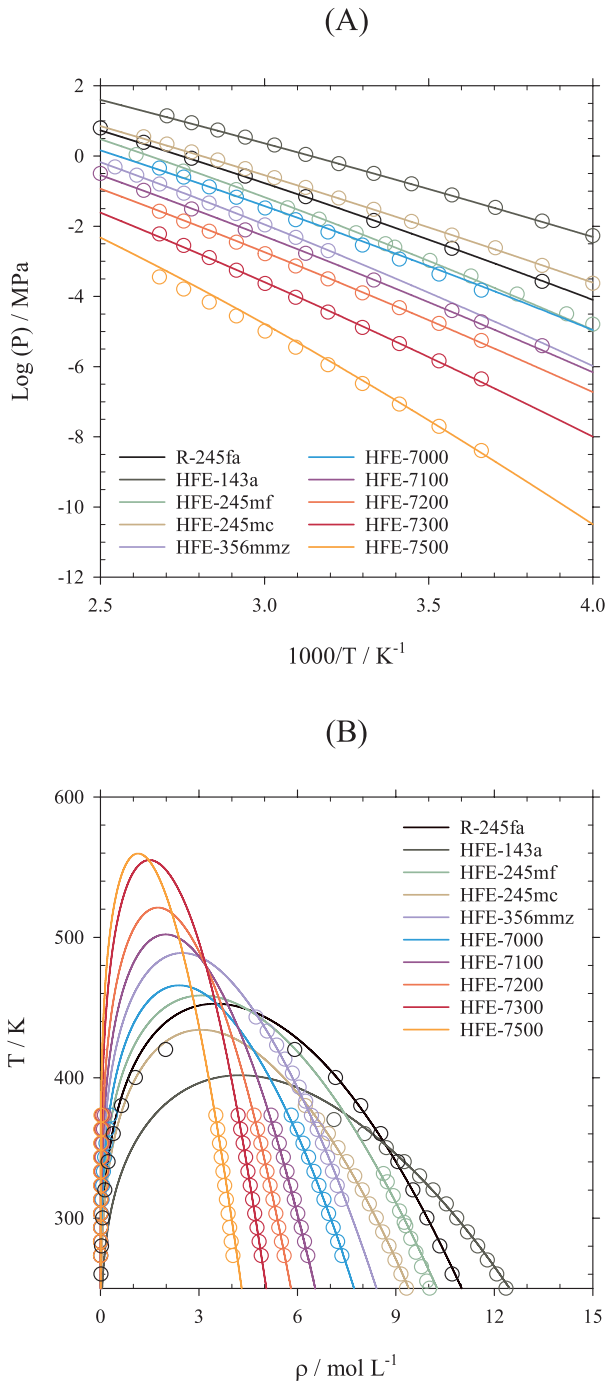 (A)
2
0
-2
-4
-6
-8
-10
-12
Log (P) / MPa
R-245fa
HFE-143a
HFE-245mf
HFE-245mc
HFE-356mmz
HFE-7000
HFE-7100
HFE-7200
HFE-7300
HFE-7500
2.5 3.0 3.5 4.0
1000/T / K-1
(B)
600
500
400
300
T / K
R-245fa
HFE-143a
HFE-245mf
HFE-245mc
HFE-356mmz
HFE-7000
HFE-7100
HFE-7200
HFE-7300
HFE-7500
0 3 6 9 12 15
ρ / mol L-1